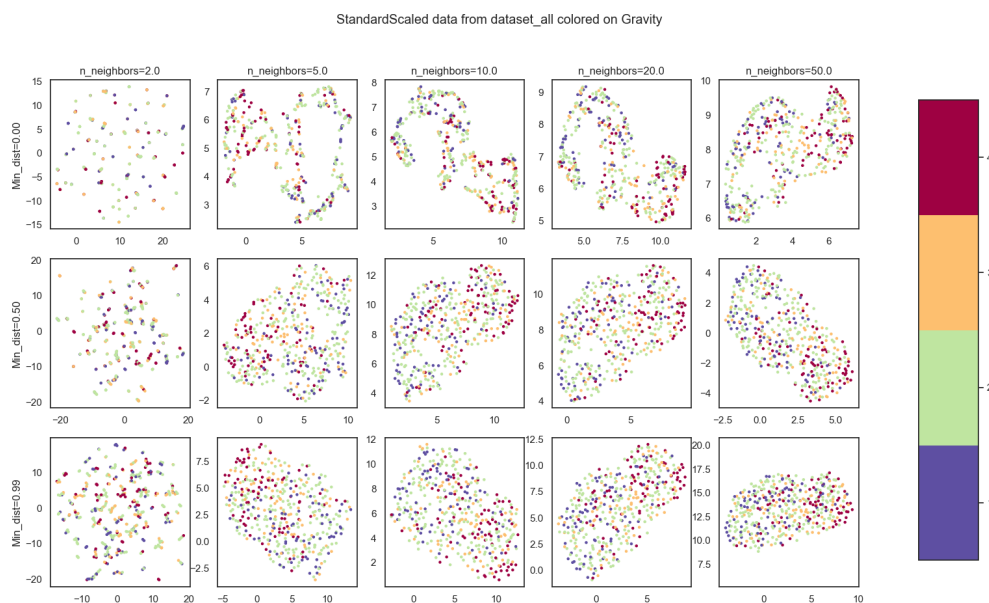 StandardScaled data from dataset_all colored on Gravity
n_neighbors=2.0 n_neighbors=5.0 n_neighbors=10.0 n_neighbors=20.0 n_neighbors=50.0
Min_dist=0.00
15 10 5 0 −5 −10 −15
0 10 20
7 6 5 4 3
0 5
8 7 6 5 4 3
5 10
9 8 7 6 5
5.0 7.5 10.0
10 9 8 7 6
2 4 6
Min_dist=0.50
20 10 0 −10 −20
−20 0 20
6 4 2 0 −2
0 5 10
12 10 8 6 4
5 10
10 8 6 4
0 5
4 2 0 −2 −4
−2.5 0.0 2.5 5.0
Min_dist=0.99
10 0 −10 −20
−10 0 10
7.5 5.0 2.5 0.0 −2.5
−5 0 5 10
12 10 8 6 4 2
0 5 10
12.5 10.0 7.5 5.0 2.5 0.0
0 5
20.0 17.5 15.0 12.5 10.0 7.5
0 5 10
4
3
2